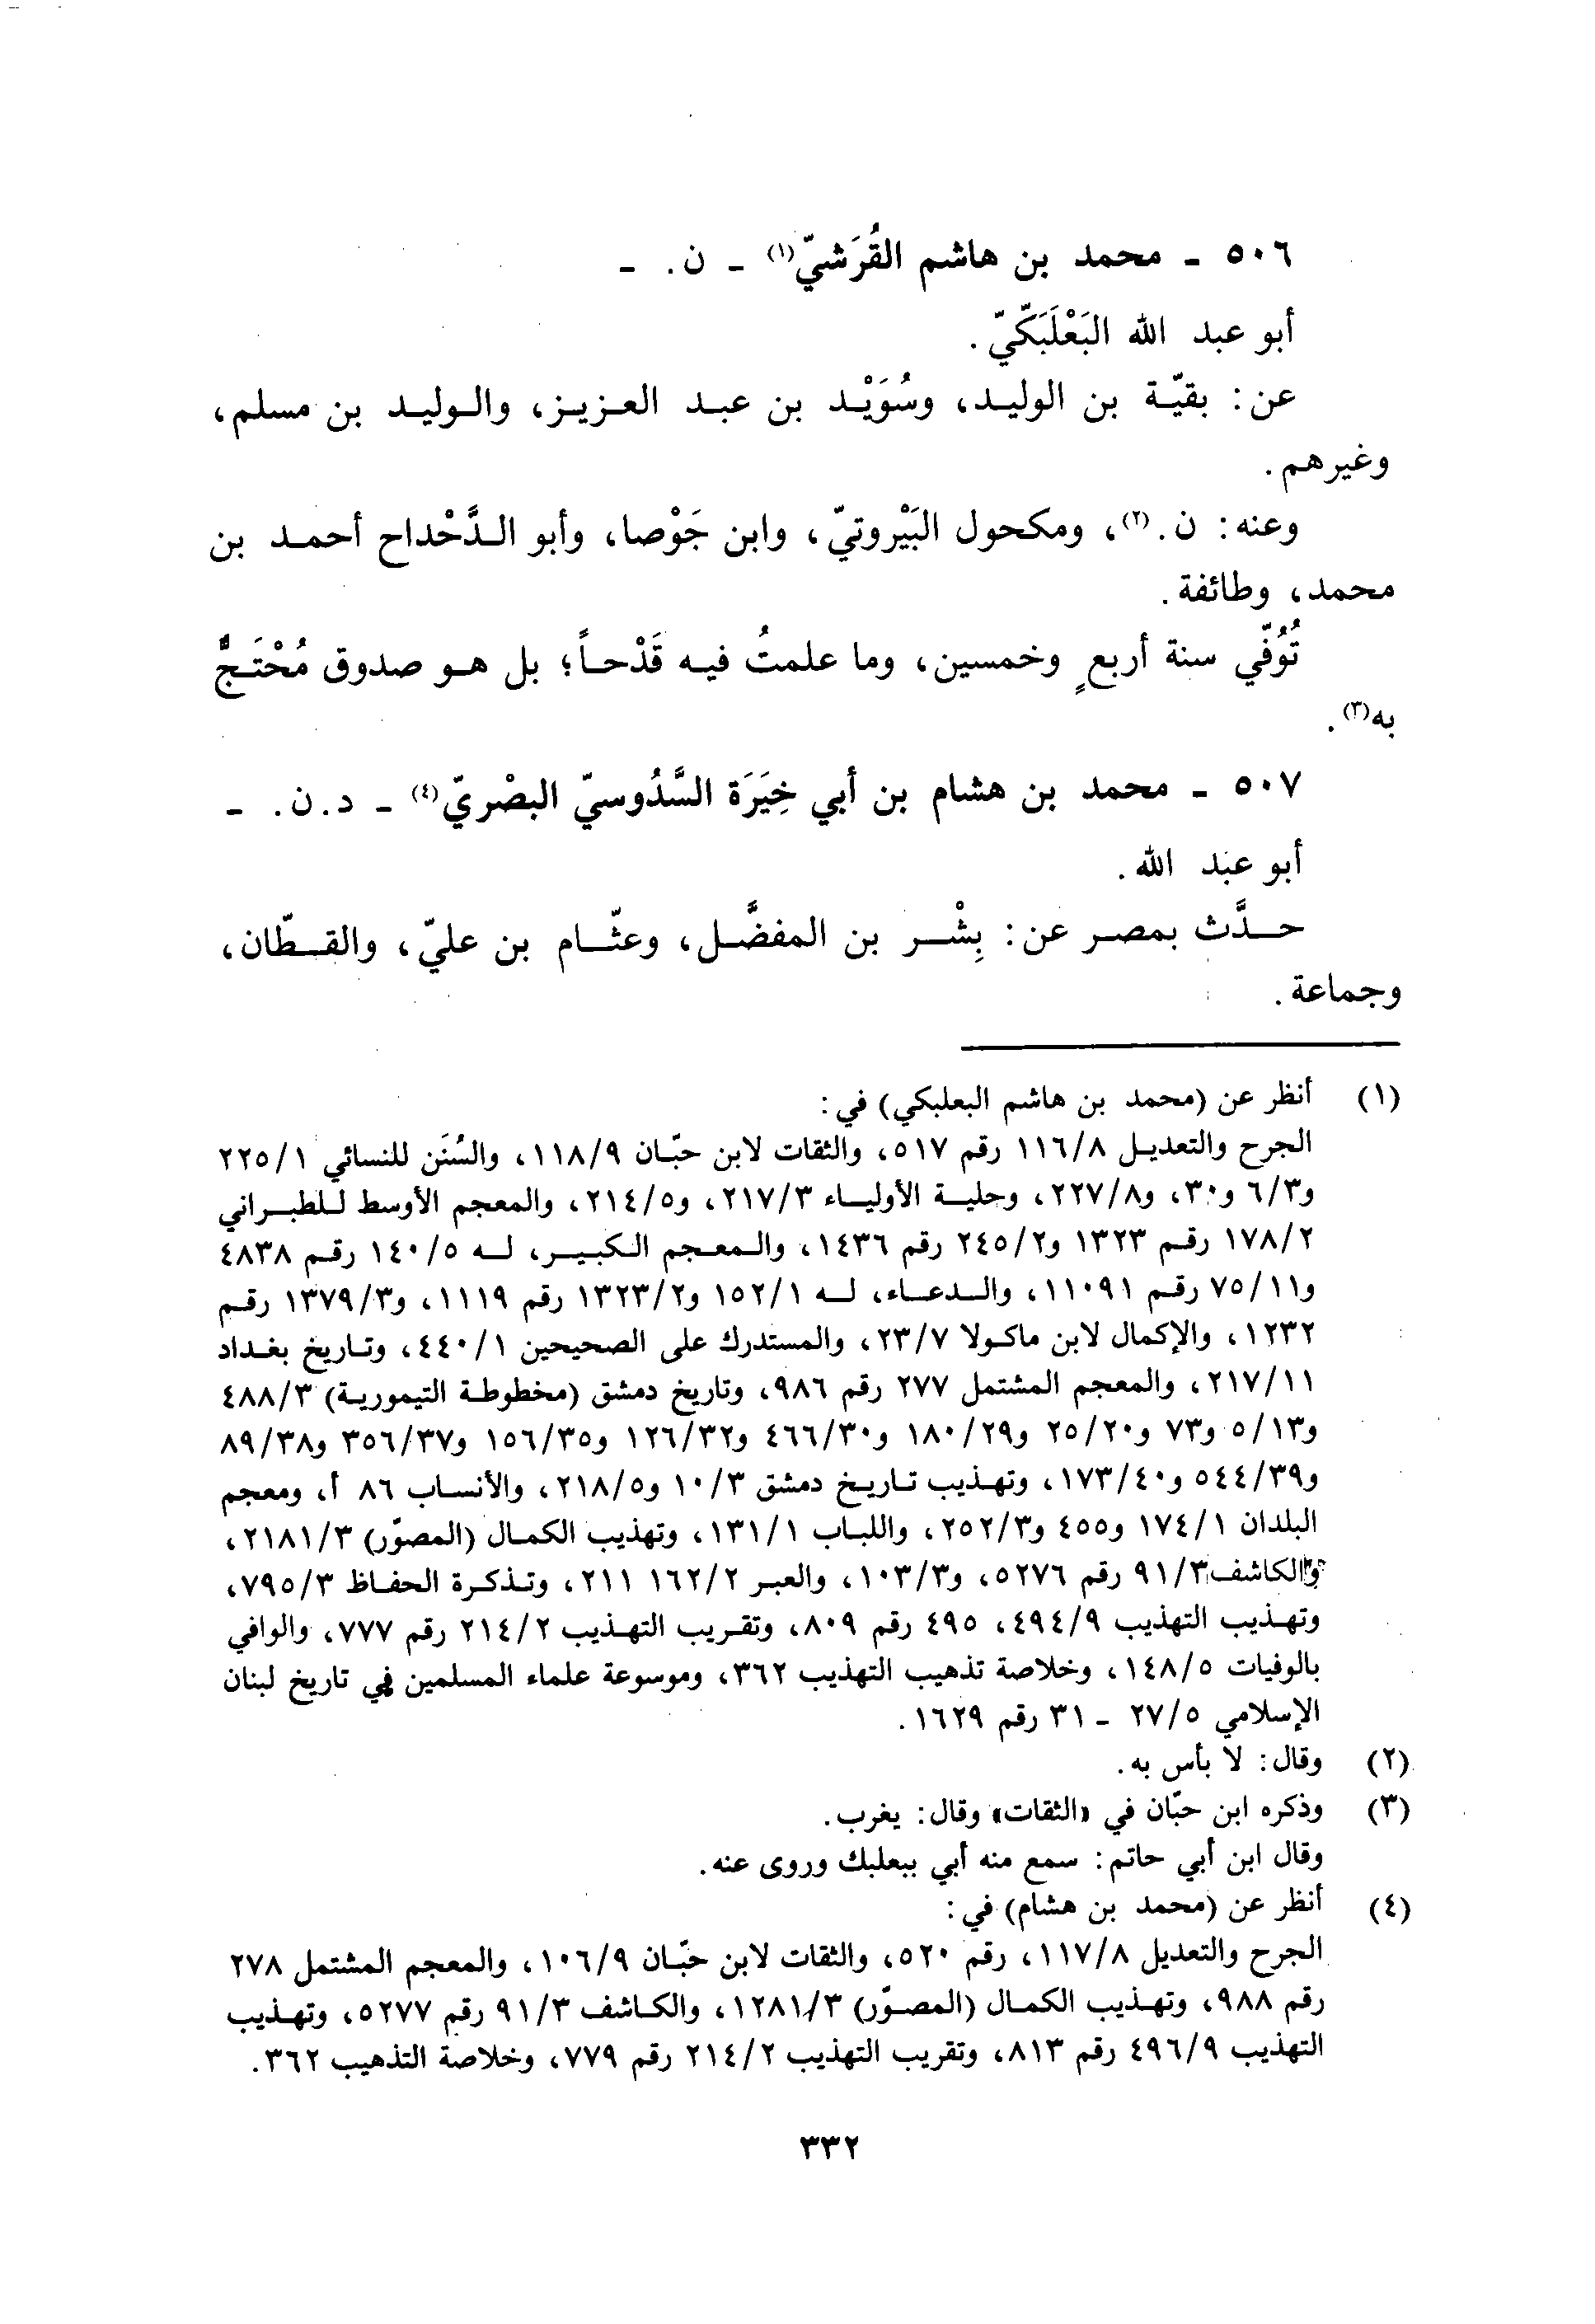 ٥٠٦ - محمد بن هاشم القُرَشيّ(١) - ن. -
أبو عبد الله البَعْلَبَكّيّ.
عن: بقيّة بن الوليد، وسُوَيْد بن عبد العزيز، والوليد بن مسلم،
وغيرهم.
وعنه: ن.(٢)، ومكحول البَيْروتيّ، وابن جَوْصا، وأبو الدَّحْداح أحمد بن
محمد، وطائفة.
تُوُفّي سنة أربعٍ وخمسين، وما علمتُ فيه قَدْحاً؛ بل هو صدوق مُحْتَجٌّ
به(٣).
٥٠٧ - محمد بن هشام بن أبي خِيَرَة السَّدُوسيّ البصْريّ(٤) - د.ن. -
أبو عبد الله.
حدَّث بمصر عن: بِشْر بن المفضَّل، وعثّام بن عليّ، والقطّان،
وجماعة.
(١) أنظر عن (محمد بن هاشم البعلبكي) في:
الجرح والتعديل ١١٦/٨ رقم ٥١٧، والثقات لابن حبّان ١١٨/٩، والسُنَن للنسائي ٢٢٥/١
و٦/٣ و٣٠، و٢٢٧/٨، وحلية الأولياء ٢١٧/٣، و٢١٤/٥، والمعجم الأوسط للطبراني
١٧٨/٢ رقم ١٣٢٣ و٢٤٥/٢ رقم ١٤٣٦، والمعجم الكبير، له ١٤٠/٥ رقم ٤٨٣٨
و٧٥/١١ رقم ١١٠٩١، والدعاء، له ١٥٢/١ و١٣٢٣/٢ رقم ١١١٩، و١٣٧٩/٣ رقم
١٢٣٢، والإكمال لابن ماكولا ٢٣/٧، والمستدرك على الصحيحين ٤٤٠/١، وتاريخ بغداد
٢١٧/١١، والمعجم المشتمل ٢٧٧ رقم ٩٨٦، وتاريخ دمشق (مخطوطة التيمورية) ٤٨٨/٣
و٥/١٣ و٧٣ و٢٥/٢٠ و١٨٠/٢٩ و٤٦٦/٣٠ و١٢٦/٣٢ و١٥٦/٣٥ و٣٥٦/٣٧ و٨٩/٣٨
و٥٤٤/٣٩ و١٧٣/٤٠، وتهذيب تاريخ دمشق ١٠/٣ و٢١٨/٥، والأنساب ٨٦ أ، ومعجم
البلدان ١٧٤/١ و٤٥٥ و٢٥٢/٣، واللباب ١٣١/١، وتهذيب الكمال (المصوّر) ٢١٨١/٣،
والكاشف ٩١/٣ رقم ٥٢٧٦، و١٠٣/٣، والعبر ١٦٢/٢ ٢١١، وتذكرة الحفاظ ٧٩٥/٣،
وتهذيب التهذيب ٤٩٤/٩، ٤٩٥ رقم ٨٠٩، وتقريب التهذيب ٢١٤/٢ رقم ٧٧٧، والوافي
بالوفيات ١٤٨/٥، وخلاصة تذهيب التهذيب ٣٦٢، وموسوعة علماء المسلمين في تاريخ لبنان
الإسلامي ٢٧/٥ - ٣١ رقم ١٦٢٩.
(٢) وقال: لا بأس به.
(٣) وذكره ابن حبّان في «الثقات» وقال: يغرب.
وقال ابن أبي حاتم: سمع منه أبي ببعلبك وروى عنه.
(٤) أنظر عن (محمد بن هشام) في:
الجرح والتعديل ١١٧/٨، رقم ٥٢٠، والثقات لابن حبّان ١٠٦/٩، والمعجم المشتمل ٢٧٨
رقم ٩٨٨، وتهذيب الكمال (المصوّر) ١٢٨١/٣، والكاشف ٩١/٣ رقم ٥٢٧٧، وتهذيب
التهذيب ٤٩٦/٩ رقم ٨١٣، وتقريب التهذيب ٢١٤/٢ رقم ٧٧٩، وخلاصة التذهيب ٣٦٢.
٣٣٢